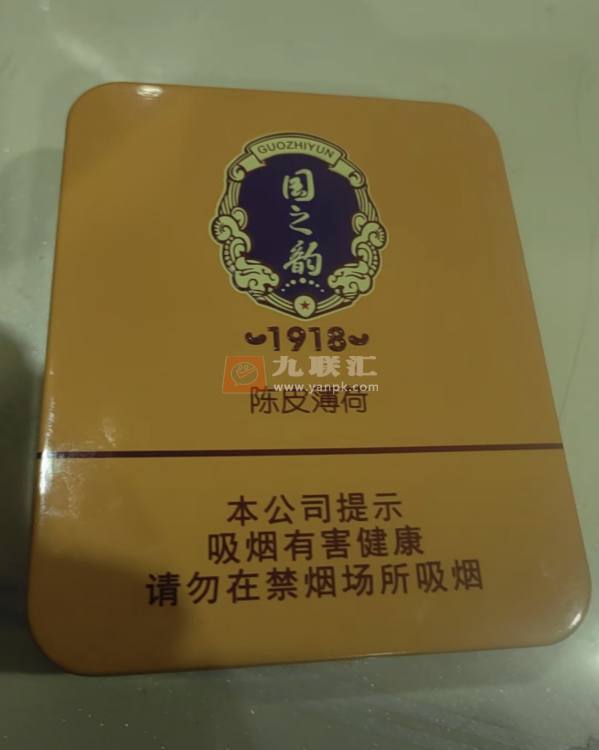 GUOZHIYUN
国之韵
1918
九联汇
www.yanpk.com
陈皮薄荷
本公司提示
吸烟有害健康
请勿在禁烟场所吸烟